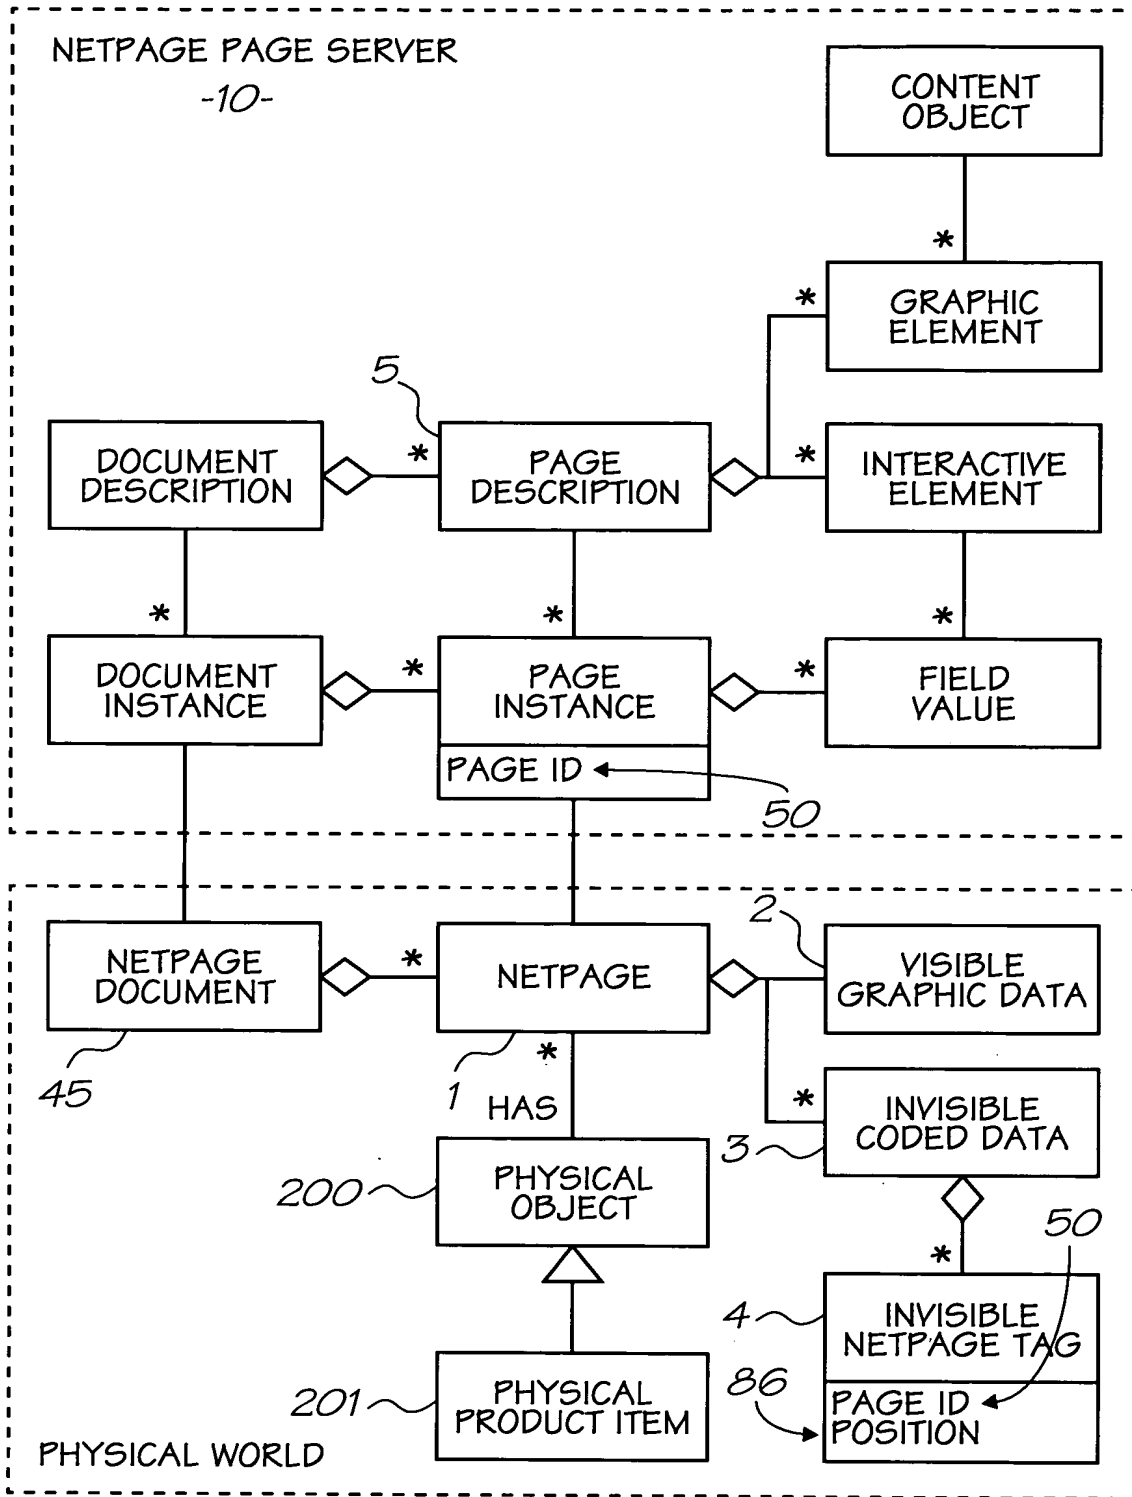 NETPAGE PAGE SERVER
-10-
CONTENT
OBJECT
*
*
GRAPHIC
ELEMENT
5
DOCUMENT
DESCRIPTION
*
PAGE
DESCRIPTION
*
INTERACTIVE
ELEMENT
*
*
*
DOCUMENT
INSTANCE
*
PAGE
INSTANCE
*
FIELD
VALUE
PAGE ID
50
NETPAGE
DOCUMENT
*
NETPAGE
2
VISIBLE
GRAPHIC DATA
45
1
*
HAS
*
3
INVISIBLE
CODED DATA
200
PHYSICAL
OBJECT
50
*
4
INVISIBLE
NETPAGE TAG
86
PAGE ID
POSITION
201
PHYSICAL
PRODUCT ITEM
PHYSICAL WORLD